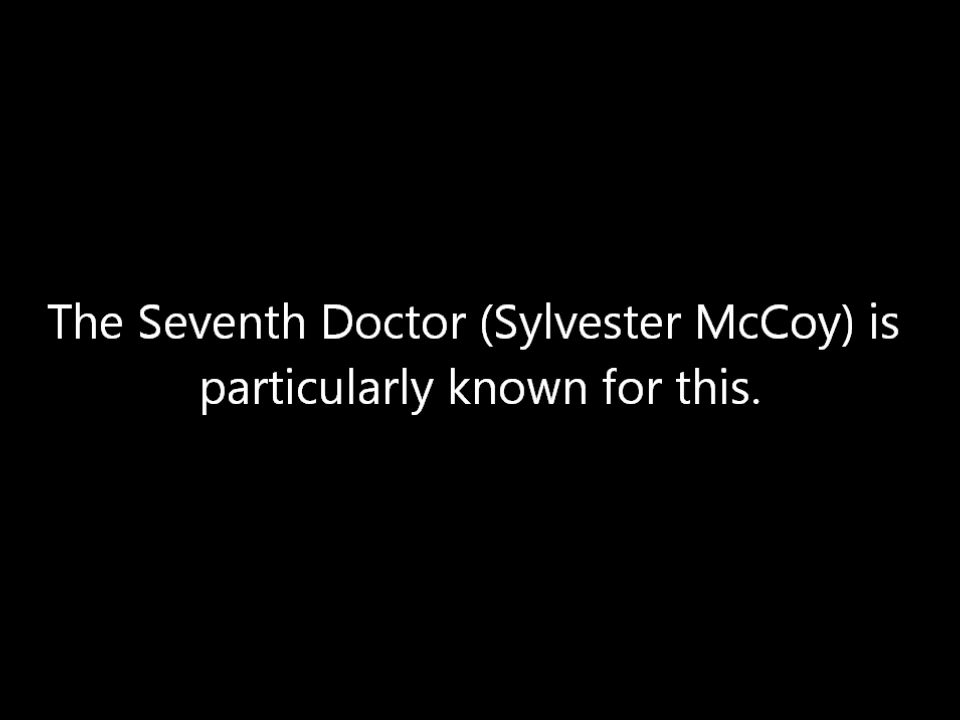 The Seventh Doctor (Sylvester McCoy) is
particularly known for this.